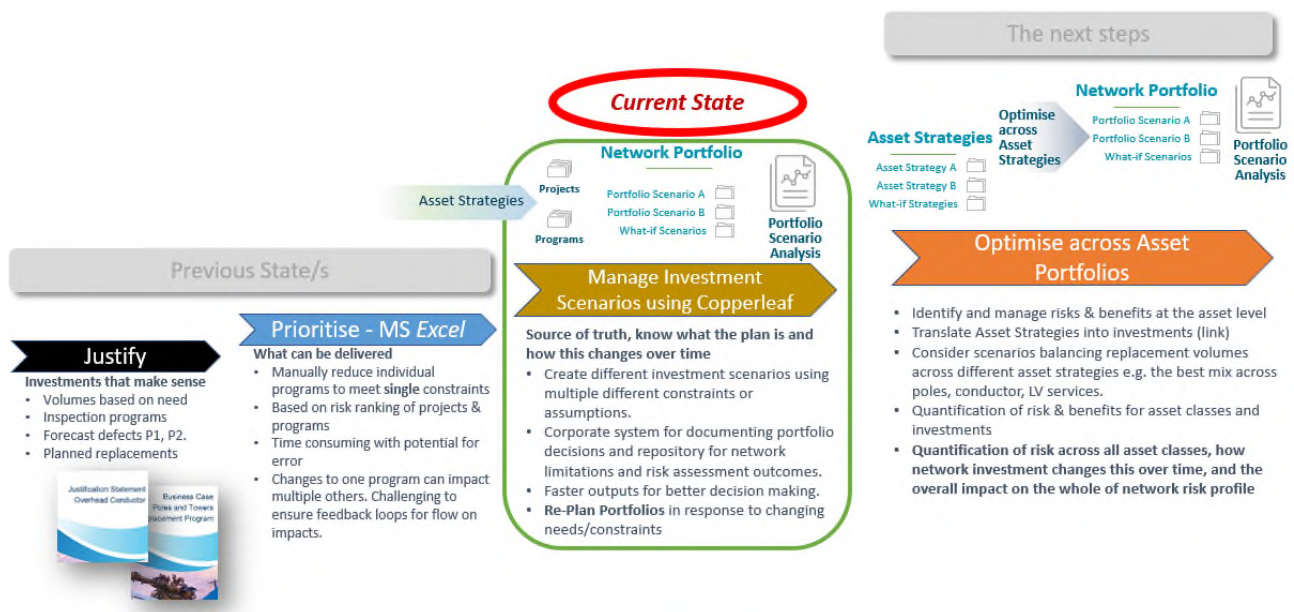 Previous State/s
Justify
Investments that make sense
• Volumes based on need
• Inspection programs
• Forecast defects P1, P2.
• Planned replacements
Justification Statement
Overhead Conductor
Business Case
Poles and Towers
placement Program
Prioritise - MS Excel
What can be delivered
• Manually reduce individual
programs to meet single constraints
• Based on risk ranking of projects &
programs
• Time consuming with potential for
error
• Changes to one program can impact
multiple others. Challenging to
ensure feedback loops for flow on
impacts.
Current State
Asset Strategies
Projects
Programs
Network Portfolio
Portfolio Scenario A
Portfolio Scenario B
What-if Scenarios
Portfolio
Scenario
Analysis
Manage Investment
Scenarios using Copperleaf
Source of truth, know what the plan is and
how this changes over time
• Create different investment scenarios using
multiple different constraints or
assumptions.
• Corporate system for documenting portfolio
decisions and repository for network
limitations and risk assessment outcomes.
• Faster outputs for better decision making.
• Re-Plan Portfolios in response to changing
needs/constraints
The next steps
Asset Strategies
Asset Strategy A
Asset Strategy B
What-if Strategies
Optimise
across
Asset
Strategies
Network Portfolio
Portfolio Scenario A
Portfolio Scenario B
What-if Scenarios
Portfolio
Scenario
Analysis
Optimise across Asset
Portfolios
• Identify and manage risks & benefits at the asset level
• Translate Asset Strategies into investments (link)
• Consider scenarios balancing replacement volumes
across different asset strategies e.g. the best mix across
poles, conductor, LV services.
• Quantification of risk & benefits for asset classes and
investments
• Quantification of risk across all asset classes, how
network investment changes this over time, and the
overall impact on the whole of network risk profile